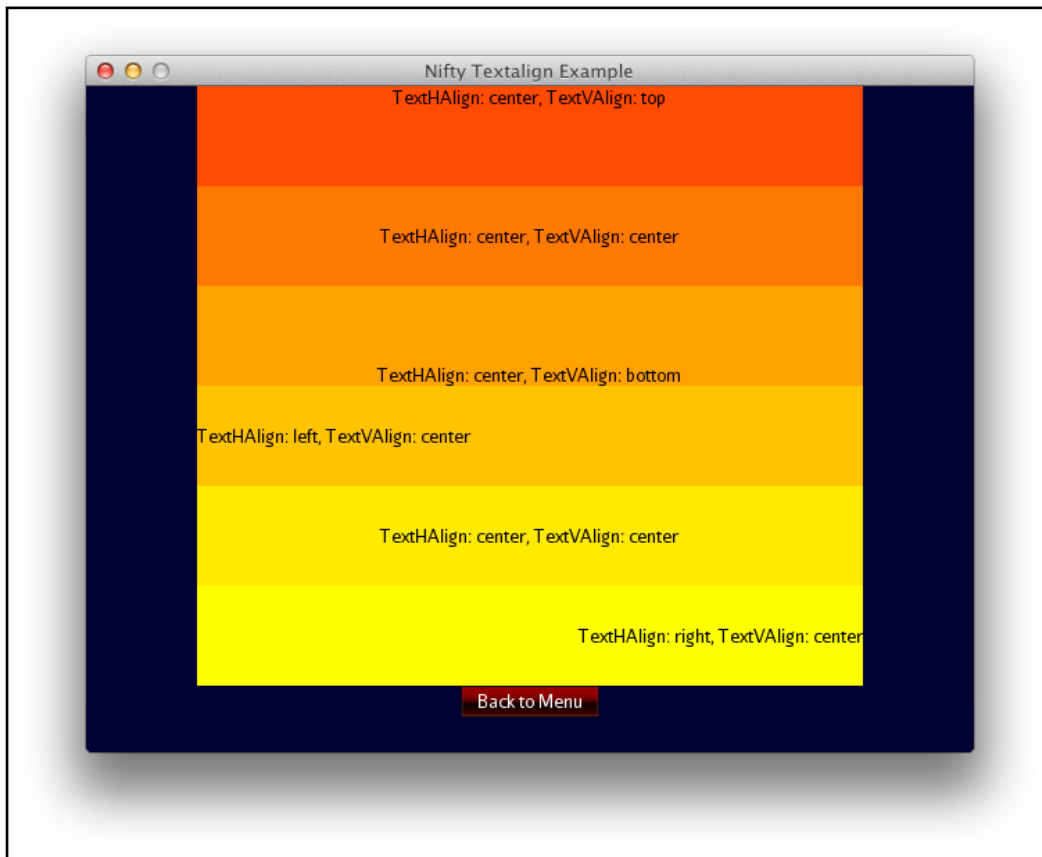 Nifty Textalign Example
TextHAlign: center, TextVAlign: top
TextHAlign: center, TextVAlign: center
TextHAlign: center, TextVAlign: bottom
TextHAlign: left, TextVAlign: center
TextHAlign: center, TextVAlign: center
TextHAlign: right, TextVAlign: center
Back to Menu